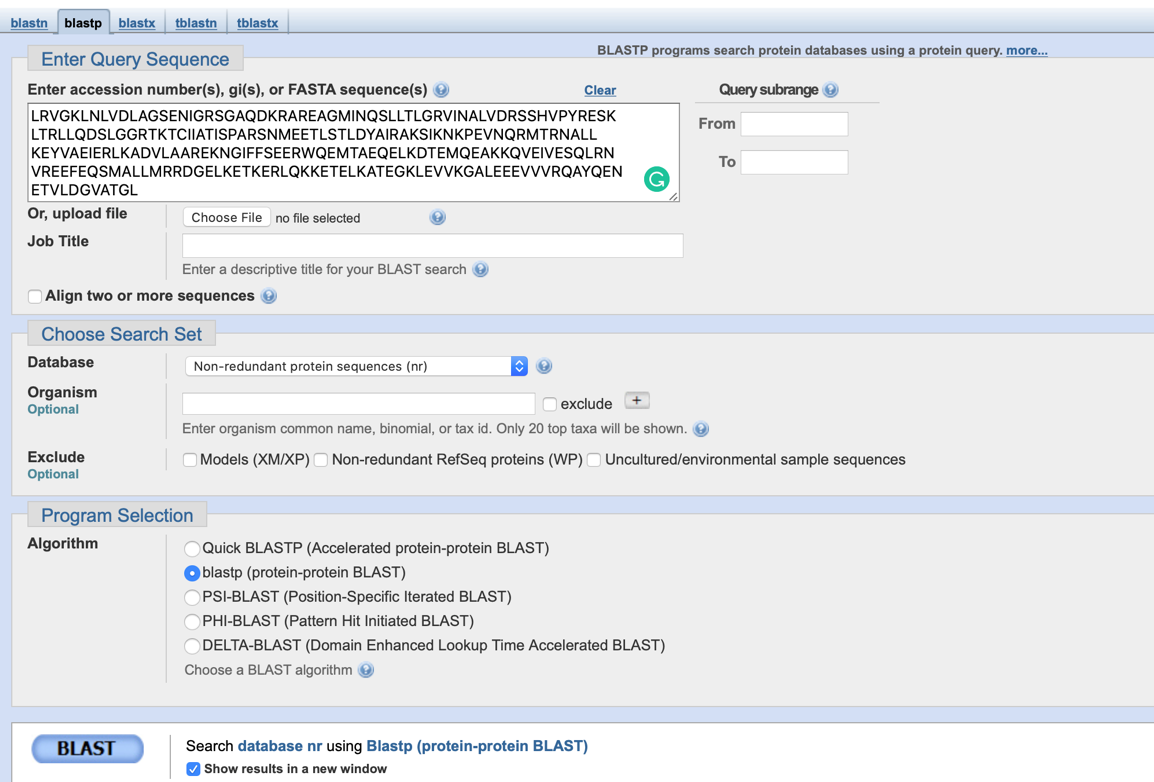 blastn blastp blastx tblastn tblastx
BLASTP programs search protein databases using a protein query. more...
Enter Query Sequence
Enter accession number(s), gi(s), or FASTA sequence(s) Clear Query subrange
LRVGKLNLVDLAGSENIGRSGAQDKRAREAGMINQSLLTLGRVINALVDRSSHVPYRESK
LTRLLQDSLGGRTKTCIIATISPARSNMEETLSTLDYAIRAKSIKNKPEVNQRMTRNALL
KEYVAEIERLKADVLAAREKNGIFFSEERWQEMTAEQELKDTEMQEAKKQVEIVESQLRN
VREEFEQSMALLMRRDGELKETKERLQKKETELKATEGKLEVVKGALEEEVVVRQAYQEN
ETVLDGVATGL
From
To
Or, upload file Choose File no file selected
Job Title
Enter a descriptive title for your BLAST search
Align two or more sequences
Choose Search Set
Database Non-redundant protein sequences (nr)
Organism
Optional
exclude +
Enter organism common name, binomial, or tax id. Only 20 top taxa will be shown.
Exclude
Optional
Models (XM/XP) Non-redundant RefSeq proteins (WP) Uncultured/environmental sample sequences
Program Selection
Algorithm
Quick BLASTP (Accelerated protein-protein BLAST)
blastp (protein-protein BLAST)
PSI-BLAST (Position-Specific Iterated BLAST)
PHI-BLAST (Pattern Hit Initiated BLAST)
DELTA-BLAST (Domain Enhanced Lookup Time Accelerated BLAST)
Choose a BLAST algorithm
BLAST
Search database nr using Blastp (protein-protein BLAST)
Show results in a new window